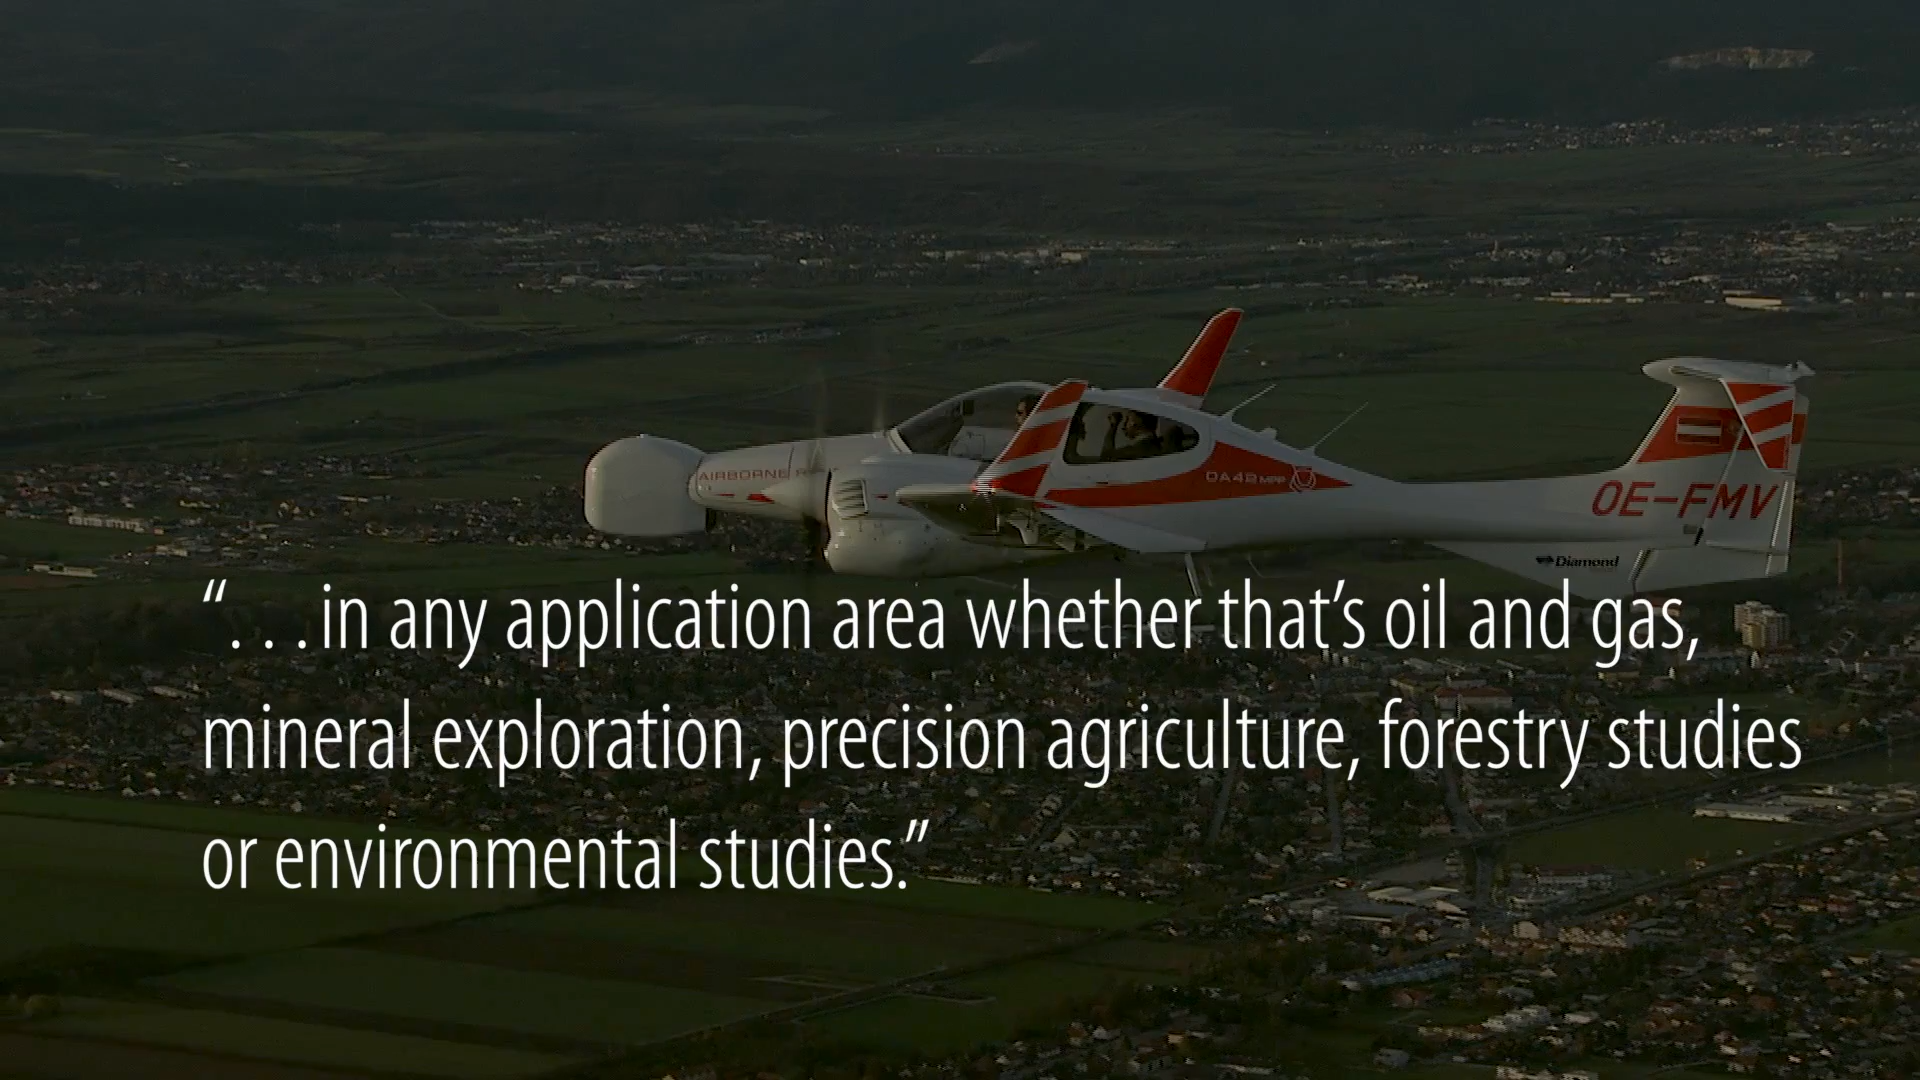 AIRBORNE
DA42 MPP
OE-FMV
Diamond
“. . . in any application area whether that’s oil and gas,
mineral exploration, precision agriculture, forestry studies
or environmental studies.”